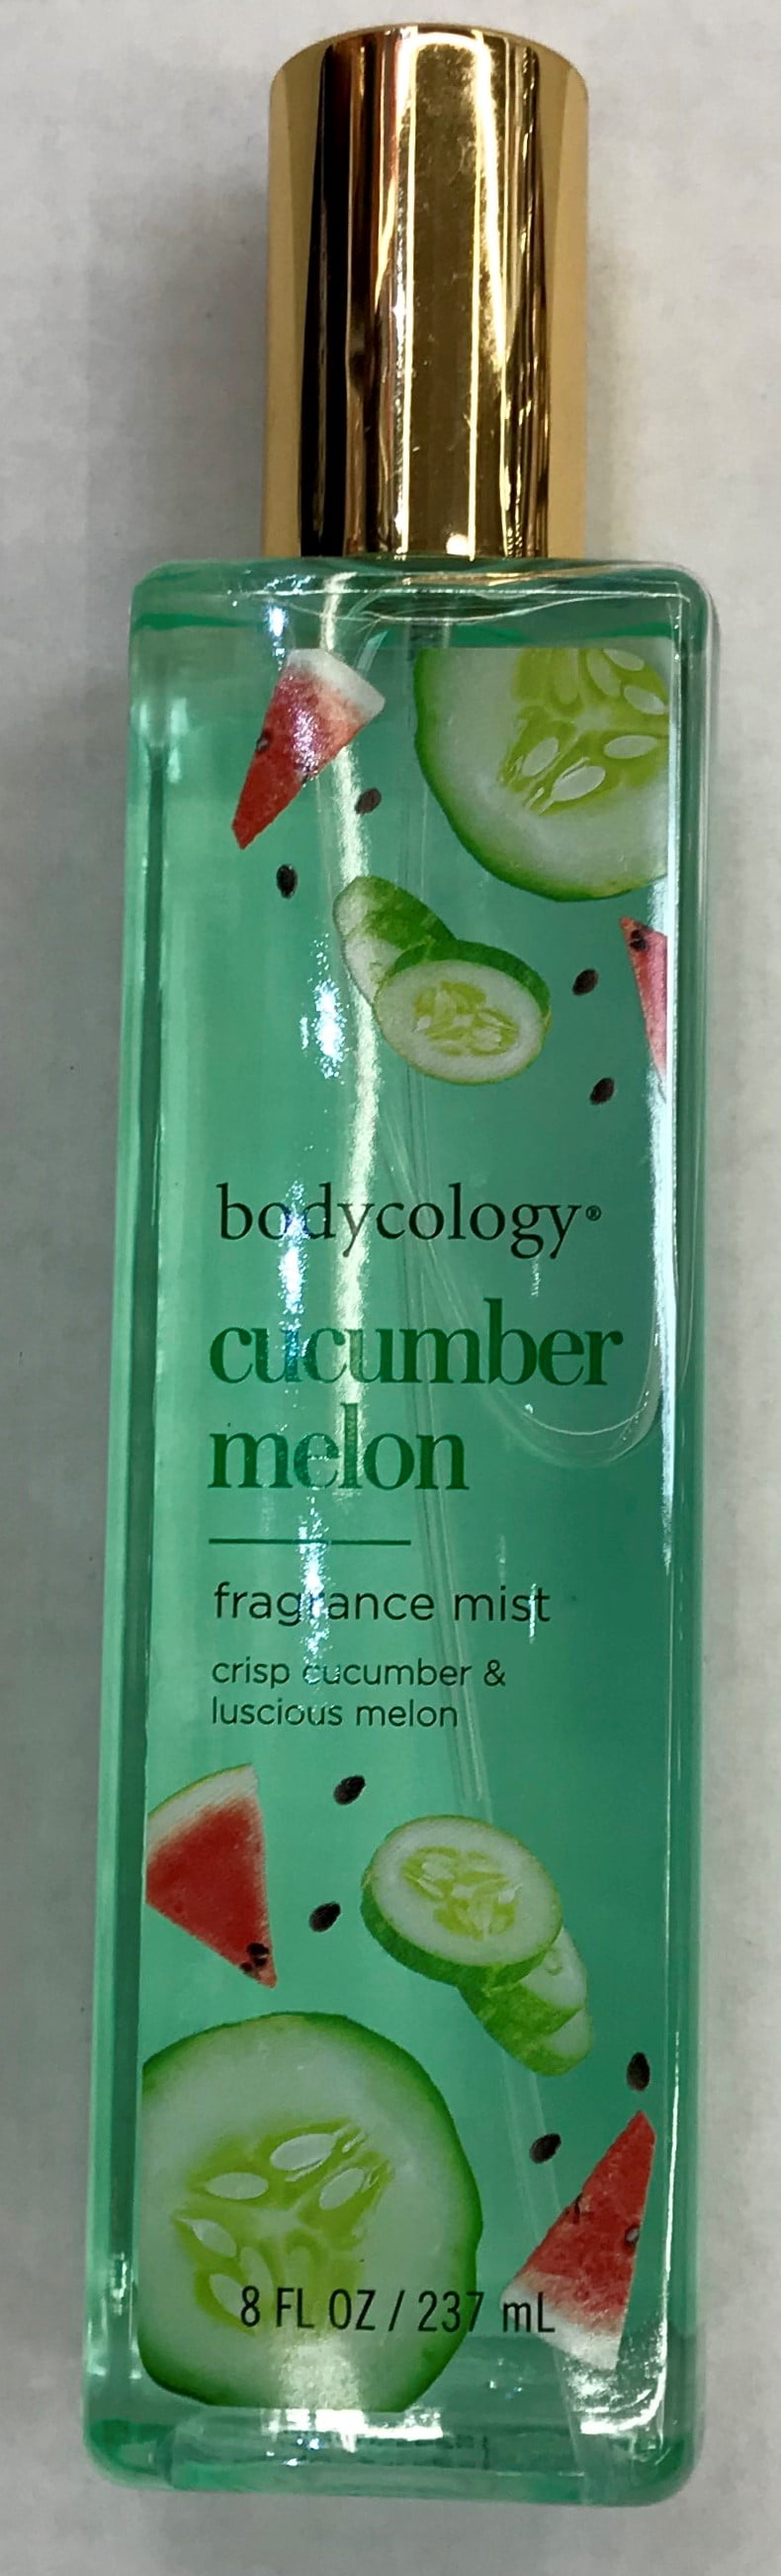 bodycology®
cucumber
melon
fragrance mist
crisp cucumber &
luscious melon
8 FL OZ / 237 mL